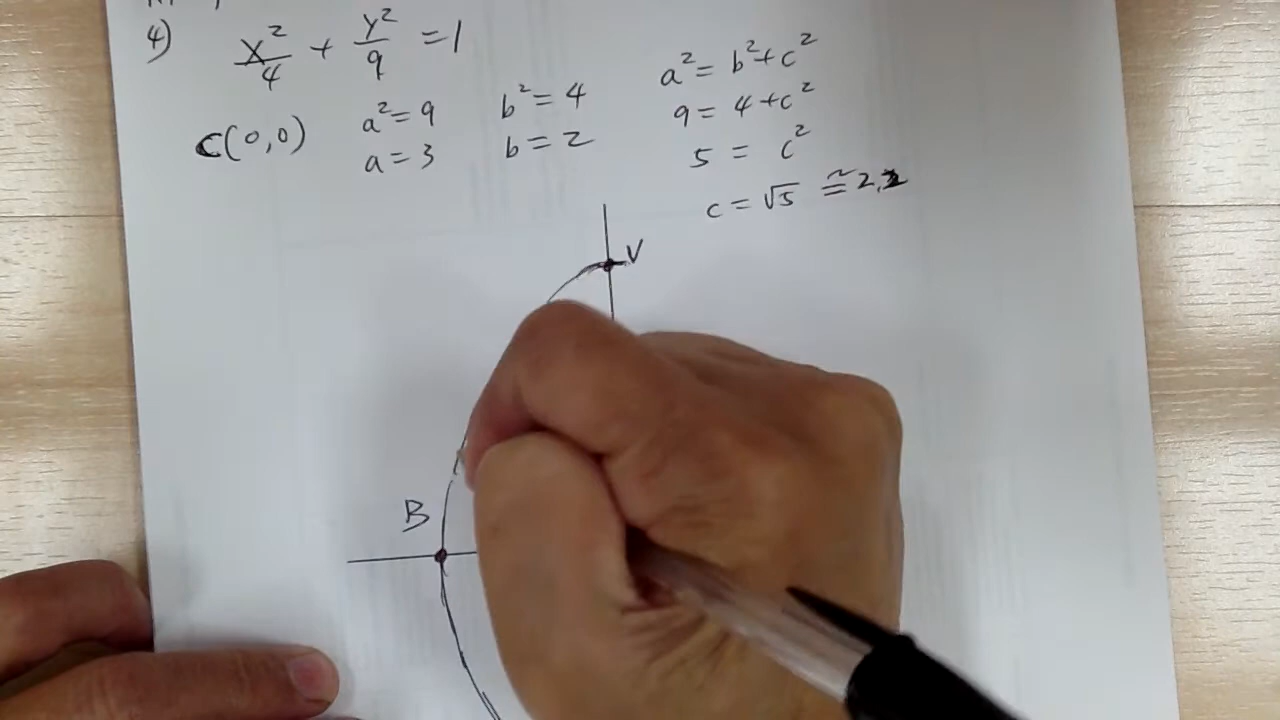 4) x²/4 + y²/9 = 1
C(0,0)
a² = 9
a = 3
b² = 4
b = 2
a² = b² + c²
9 = 4 + c²
5 = c²
c = √5 ≅ 2,2
V
B